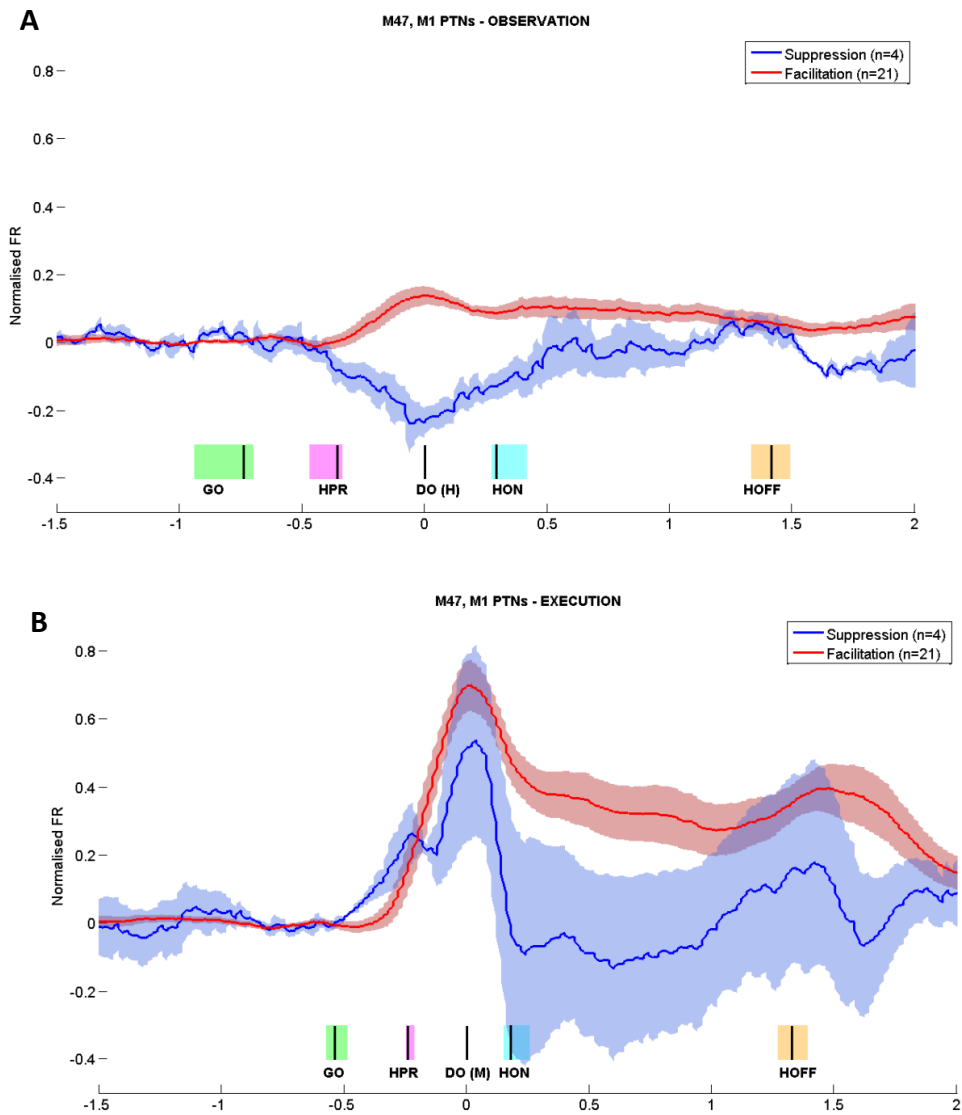 A
M47, M1 PTNs - OBSERVATION
Suppression (n=4)
Facilitation (n=21)
0.8
0.6
0.4
0.2
0
-0.2
-0.4
Normalised FR
GO
HPR
DO (H)
HON
HOFF
-1.5
-1
-0.5
0
0.5
1
1.5
2
B
M47, M1 PTNs - EXECUTION
Suppression (n=4)
Facilitation (n=21)
0.8
0.6
0.4
0.2
0
-0.2
-0.4
Normalised FR
GO
HPR
DO (M)
HON
HOFF
-1.5
-1
-0.5
0
0.5
1
1.5
2